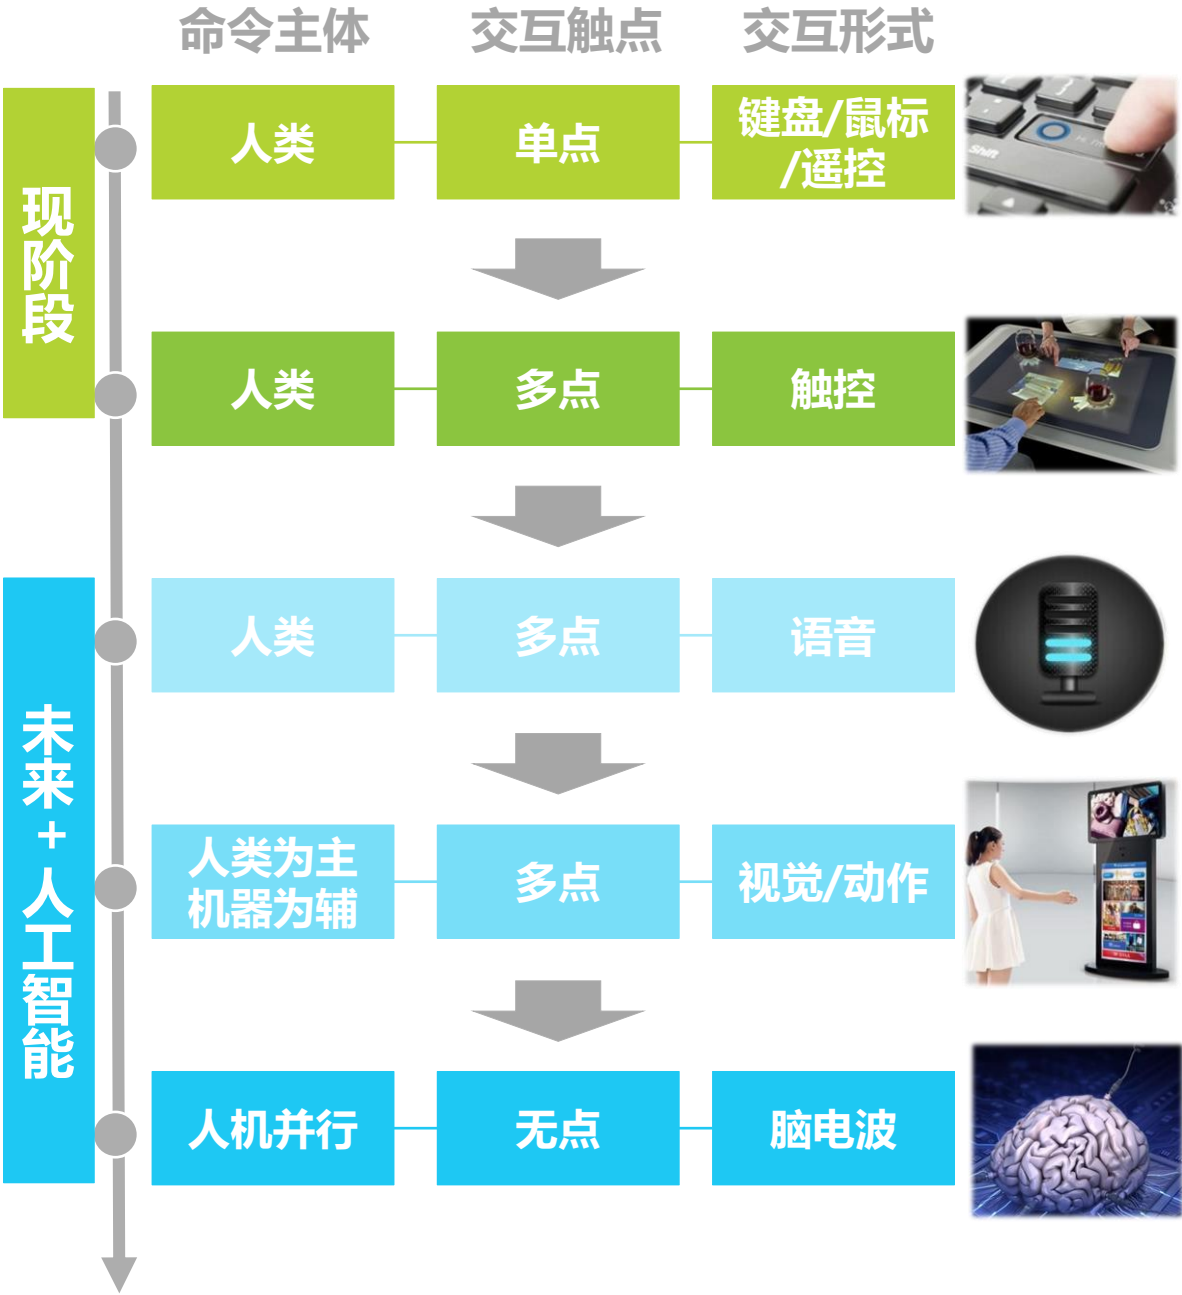 命令主体
交互触点
交互形式
现阶段
人类
单点
键盘/鼠标
/遥控
Shift
人类
多点
触控
未来+人工智能
人类
多点
语音
人类为主
机器为辅
多点
视觉/动作
人机并行
无点
脑电波